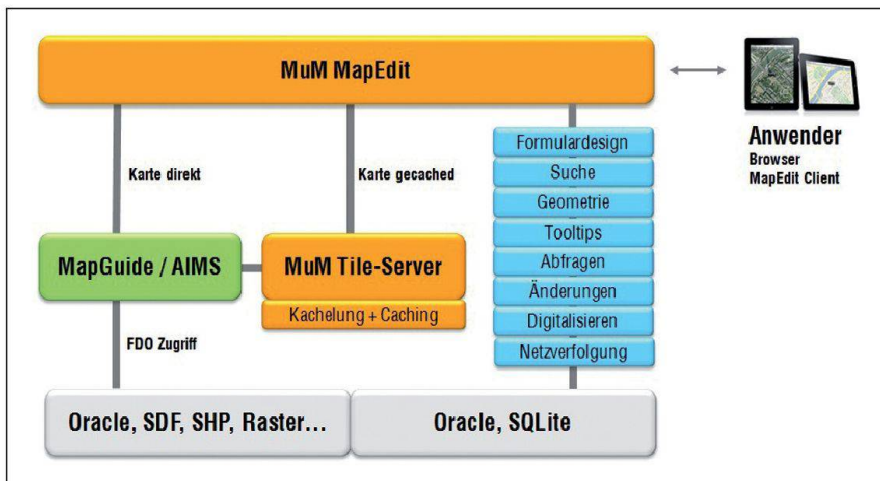 MuM MapEdit
Anwender
Browser
MapEdit Client
Karte direkt
Karte gecached
Formulardesign
Suche
Geometrie
Tooltips
Abfragen
Änderungen
Digitalisieren
Netzverfolgung
MapGuide / AIMS
MuM Tile-Server
Kachelung + Caching
FDO Zugriff
Oracle, SDF, SHP, Raster...
Oracle, SQLite